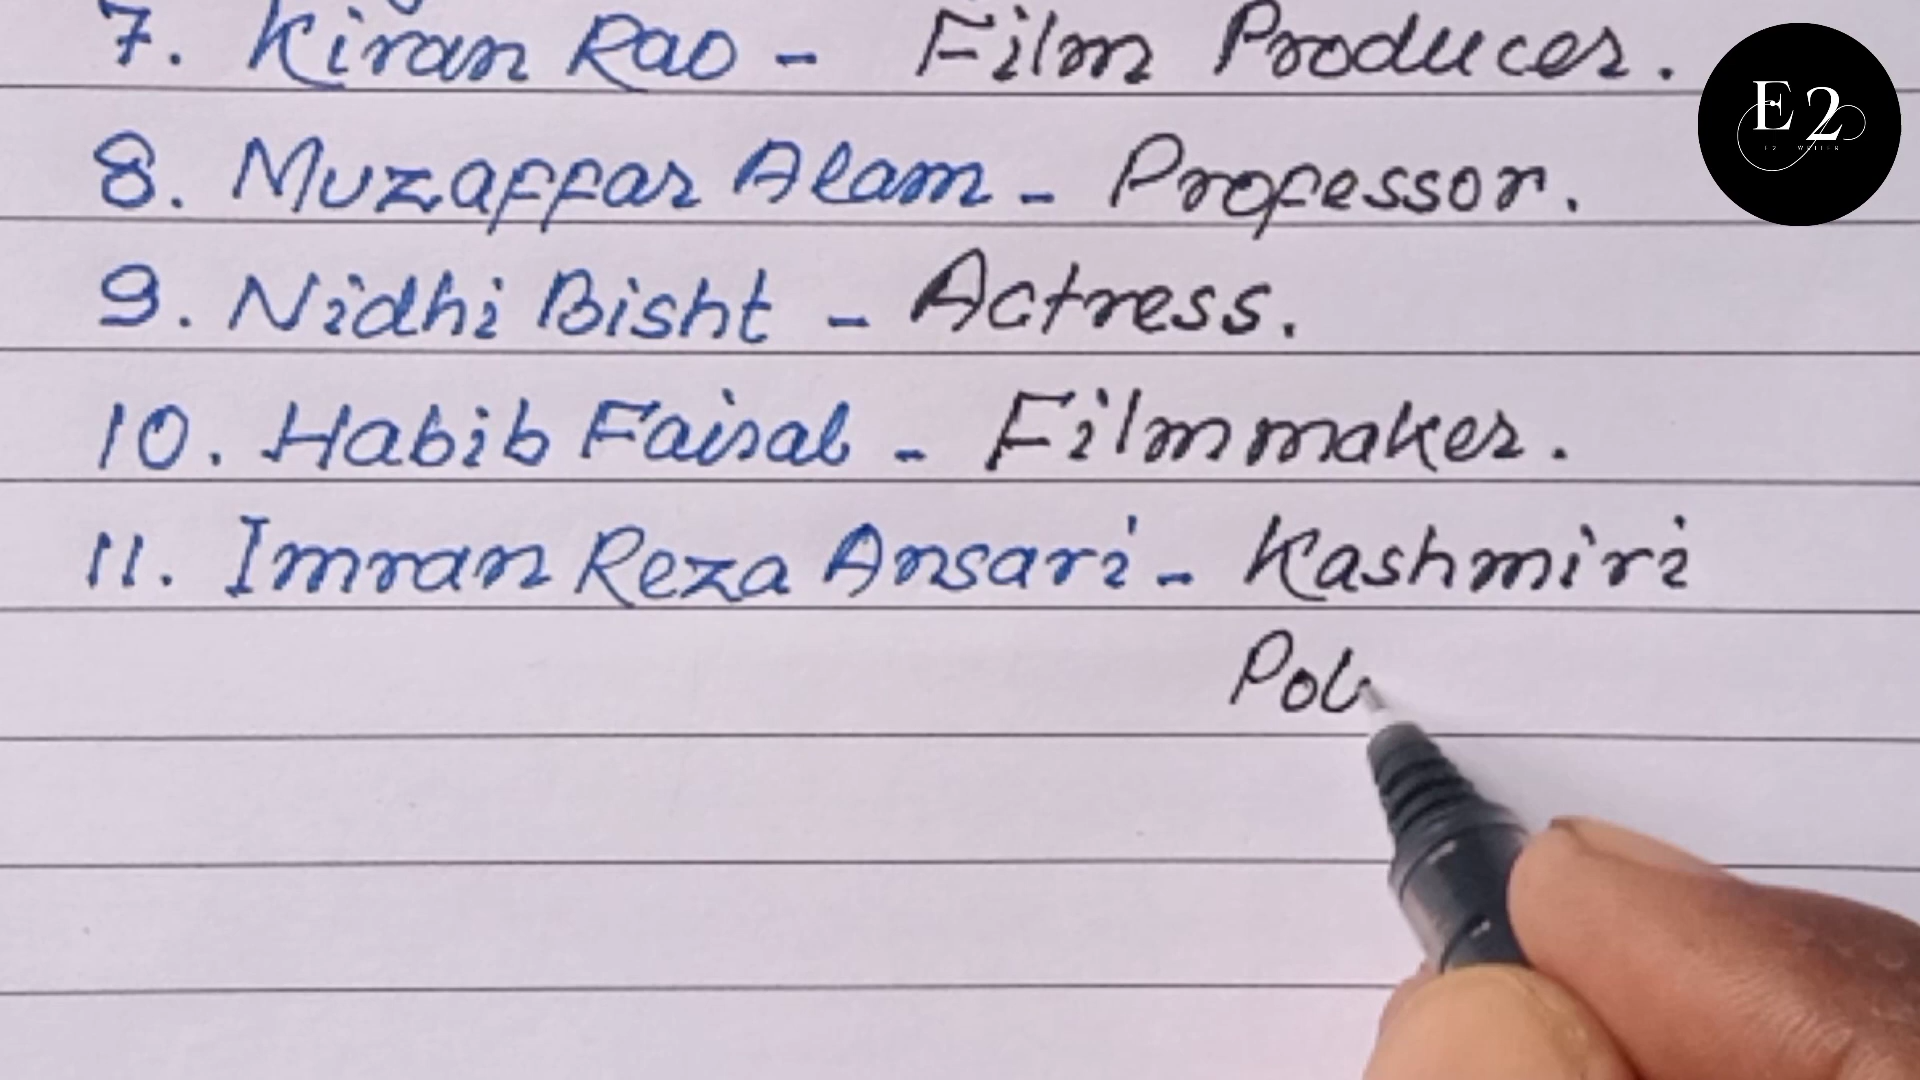 7. Kiran Rao - Film Producer.
8. Muzaffar Alam - Professor.
9. Nidhi Bisht - Actress.
10. Habib Faisal - Filmmaker.
11. Imran Reza Ansari - Kashmiri
Pol
E2